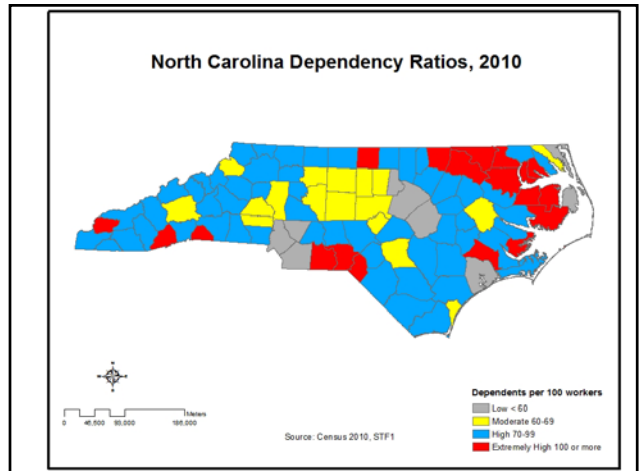 North Carolina Dependency Ratios, 2010
N
Dependents per 100 workers
Low < 60
Moderate 60-69
High 70-99
Extremely High 100 or more
Meters
0 46,500 93,000 186,000
Source: Census 2010, STF1